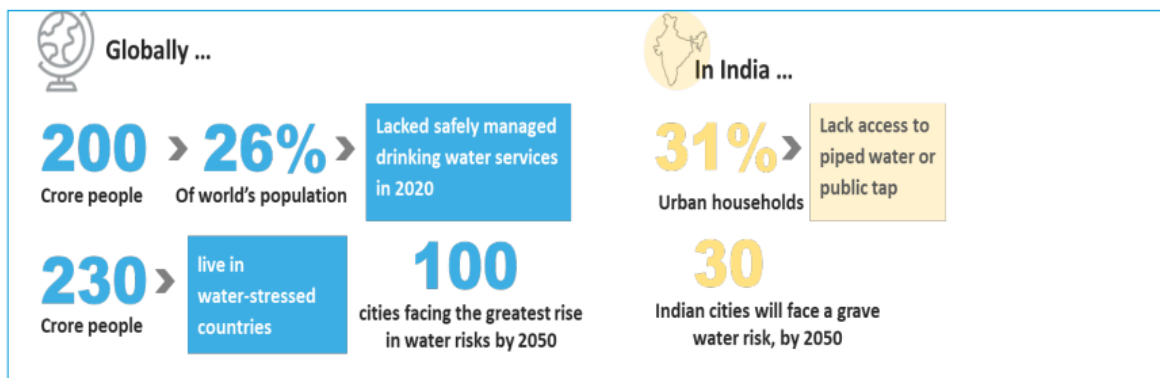 Globally ...
200
Crore people
26%
Of world's population
Lacked safely managed
drinking water services
in 2020
230
Crore people
live in
water-stressed
countries
100
cities facing the greatest rise
in water risks by 2050
In India ...
31%
Urban households
Lack access to
piped water or
public tap
30
Indian cities will face a grave
water risk, by 2050